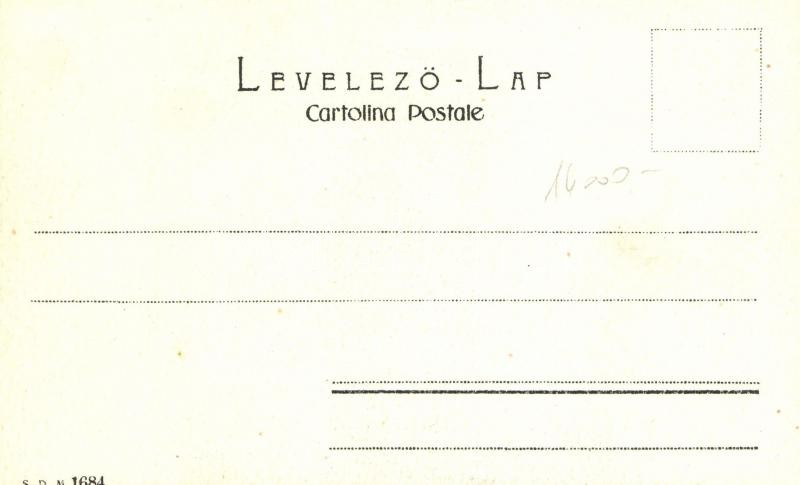 Levelező - Lap
Cartolina Postale
S. D. M. 1684